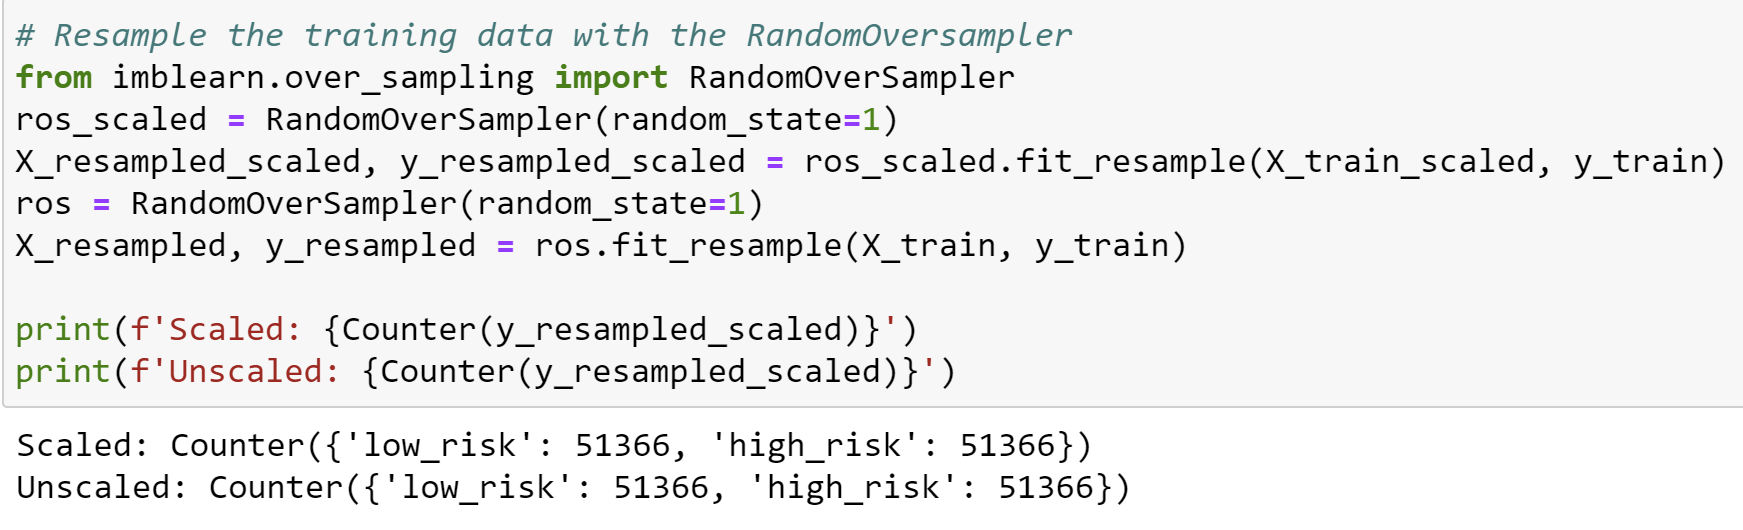 # Resample the training data with the RandomOversampler
from imblearn.over_sampling import RandomOverSampler
ros_scaled = RandomOverSampler(random_state=1)
X_resampled_scaled, y_resampled_scaled = ros_scaled.fit_resample(X_train_scaled, y_train)
ros = RandomOverSampler(random_state=1)
X_resampled, y_resampled = ros.fit_resample(X_train, y_train)
print(f'Scaled: {Counter(y_resampled_scaled)}')
print(f'Unscaled: {Counter(y_resampled_scaled)}')
Scaled: Counter({'low_risk': 51366, 'high_risk': 51366})
Unscaled: Counter({'low_risk': 51366, 'high_risk': 51366})